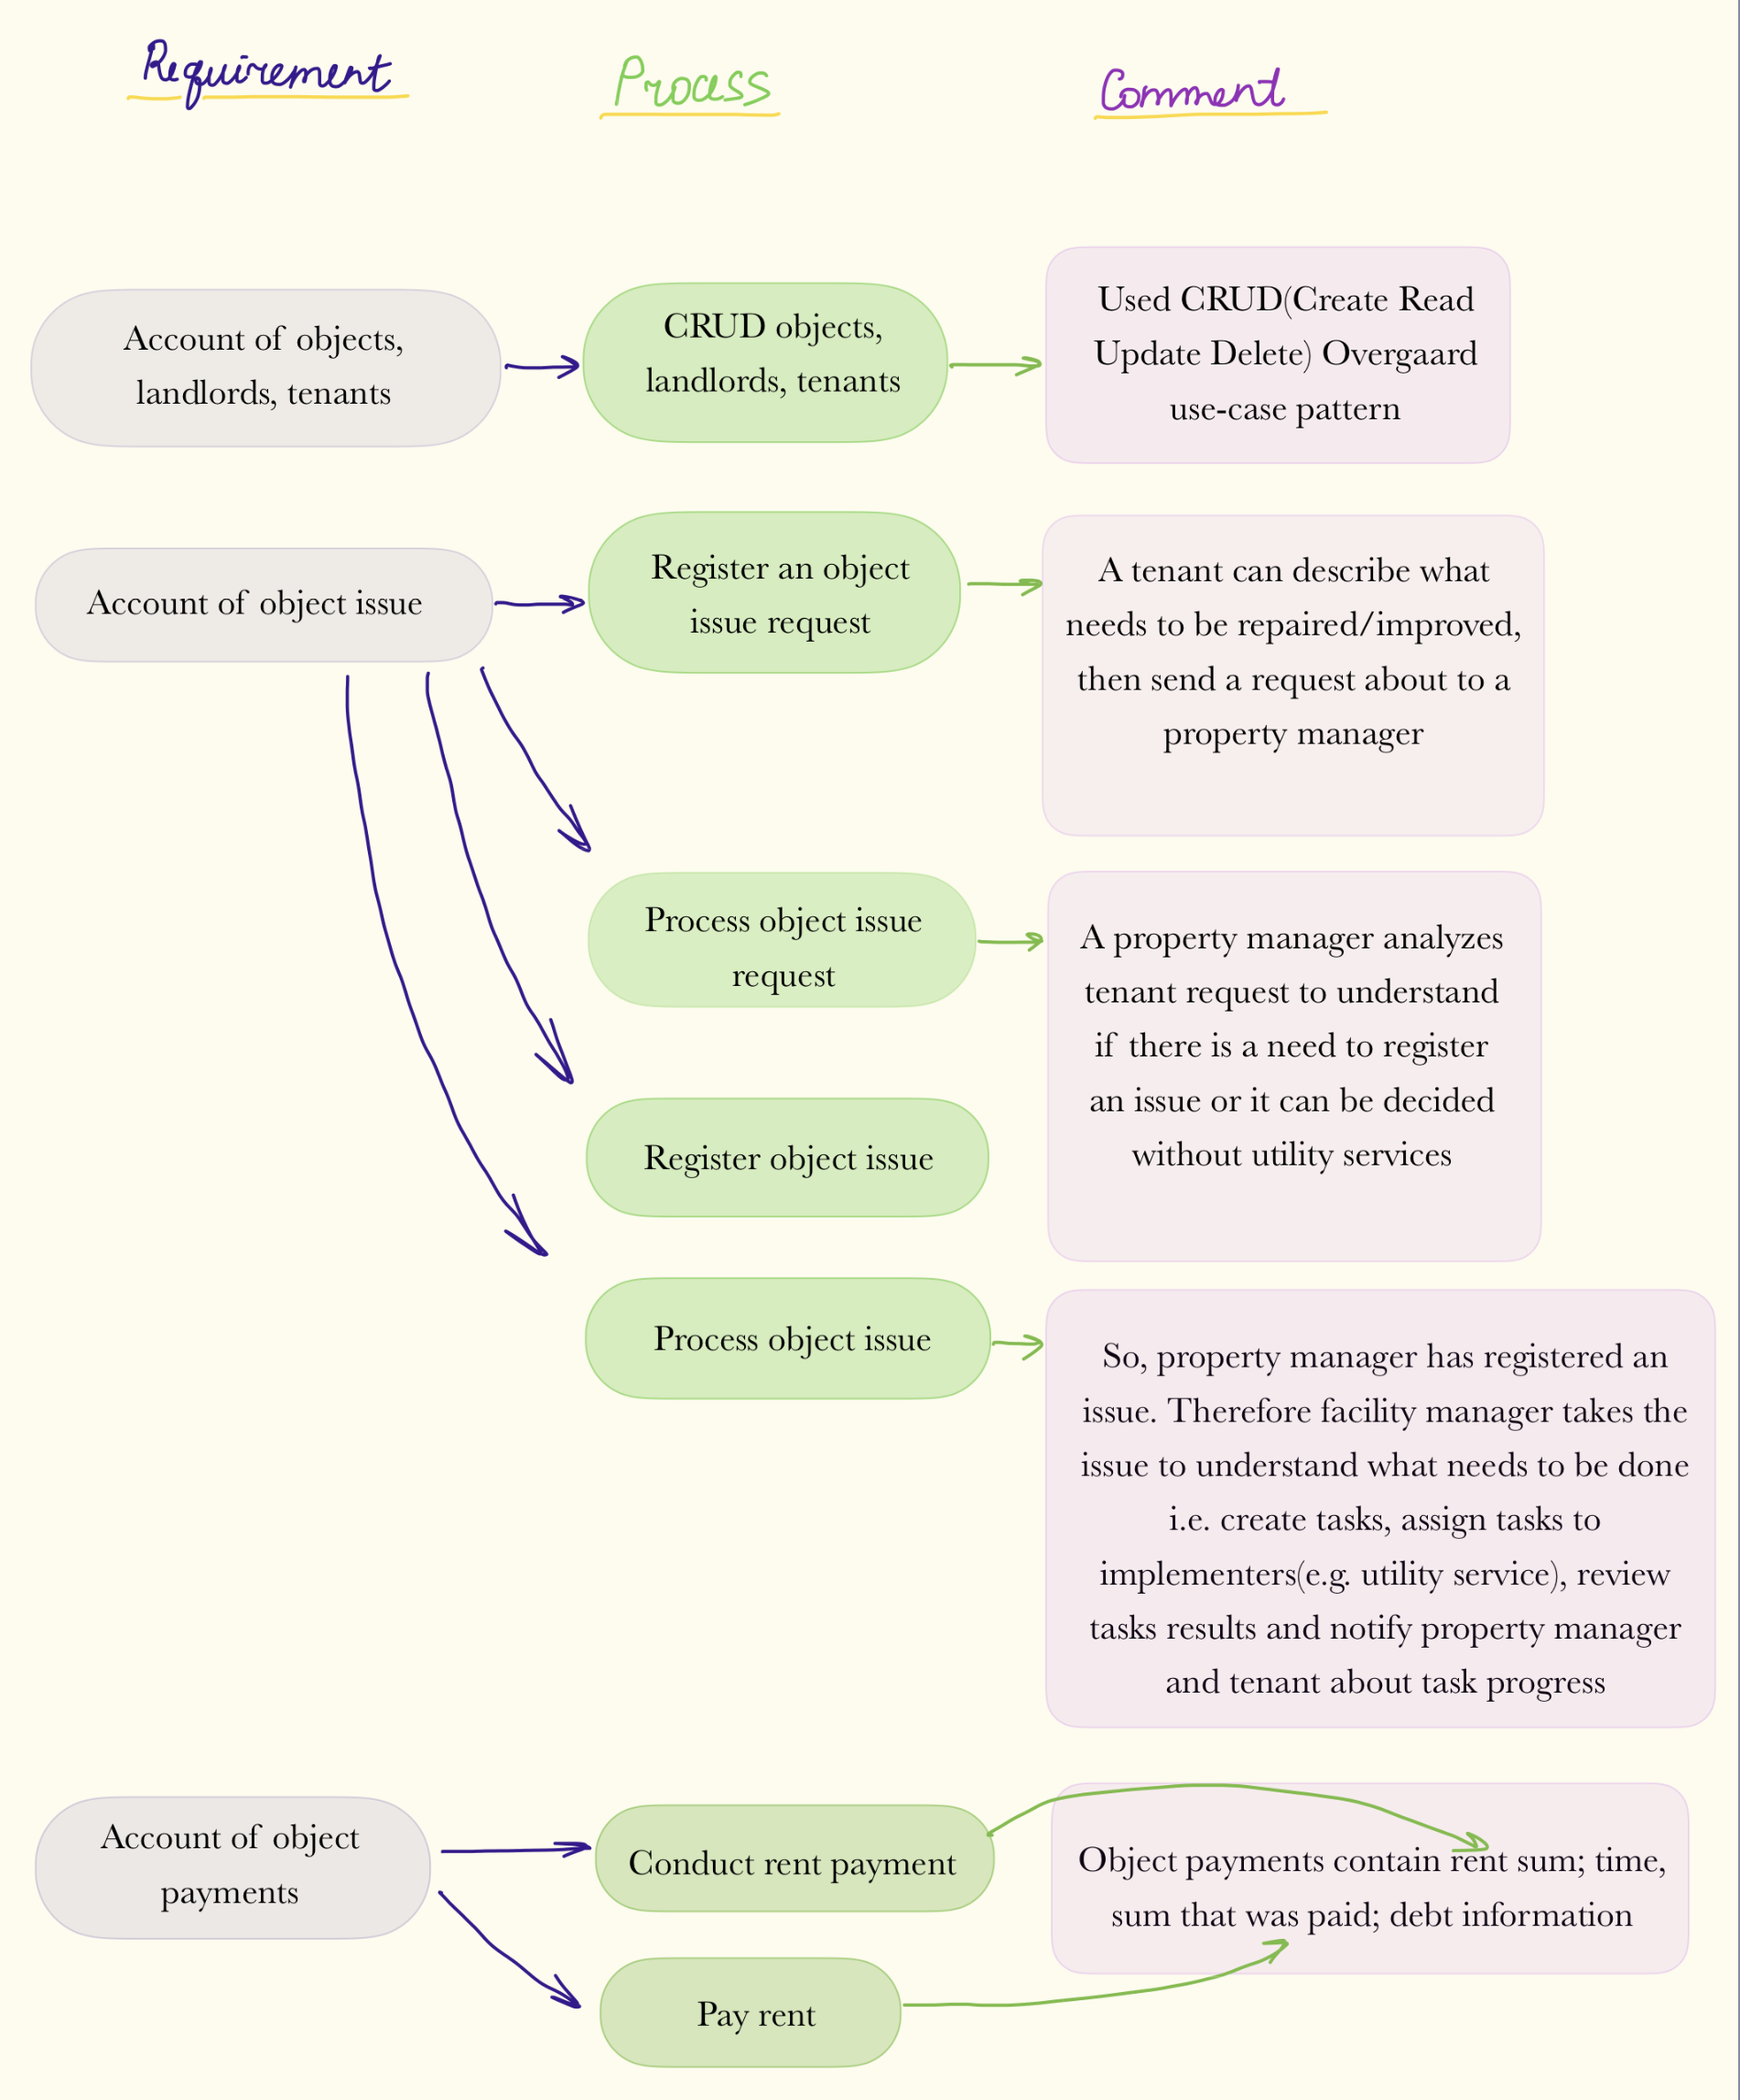 Requirement
Process
Comment
Account of objects,
landlords, tenants
CRUD objects,
landlords, tenants
Used CRUD(Create Read
Update Delete) Overgaard
use-case pattern
Account of object issue
Register an object
issue request
A tenant can describe what
needs to be repaired/improved,
then send a request about to a
property manager
Process object issue
request
A property manager analyzes
tenant request to understand
if there is a need to register
an issue or it can be decided
without utility services
Register object issue
Process object issue
So, property manager has registered an
issue. Therefore facility manager takes the
issue to understand what needs to be done
i.e. create tasks, assign tasks to
implementers(e.g. utility service), review
tasks results and notify property manager
and tenant about task progress
Account of object
payments
Conduct rent payment
Object payments contain rent sum; time,
sum that was paid; debt information
Pay rent